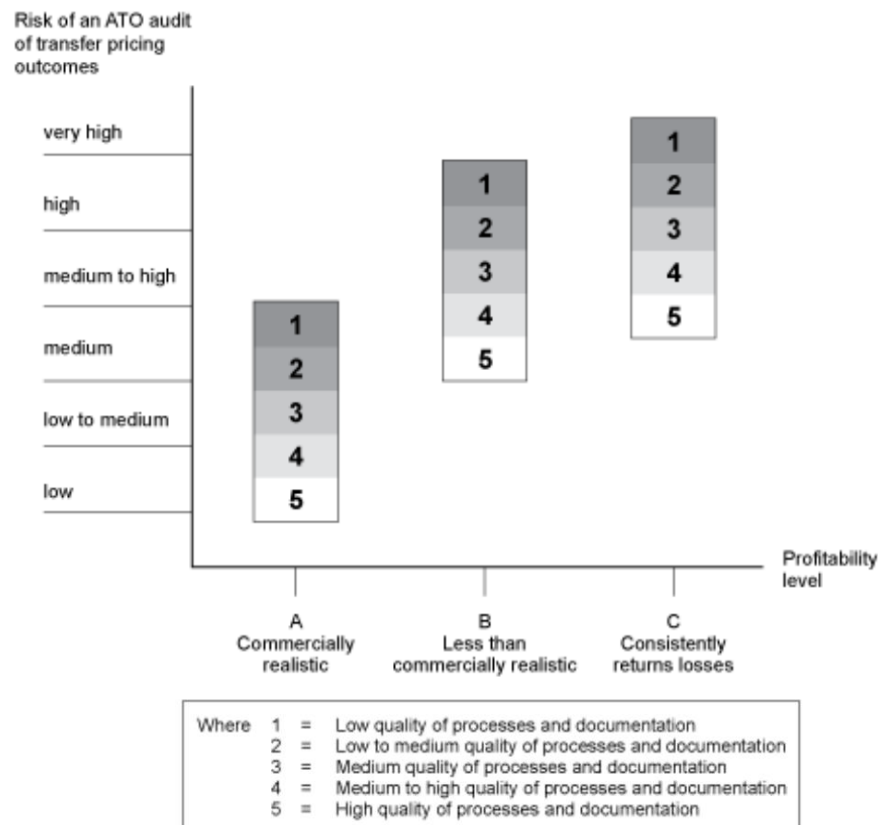 Risk of an ATO audit
of transfer pricing
outcomes
very high
high
medium to high
medium
low to medium
low
1
2
3
4
5
1
2
3
4
5
1
2
3
4
5
Profitability
level
A
Commercially
realistic
B
Less than
commercially realistic
C
Consistently
returns losses
Where 1 = Low quality of processes and documentation
2 = Low to medium quality of processes and documentation
3 = Medium quality of processes and documentation
4 = Medium to high quality of processes and documentation
5 = High quality of processes and documentation